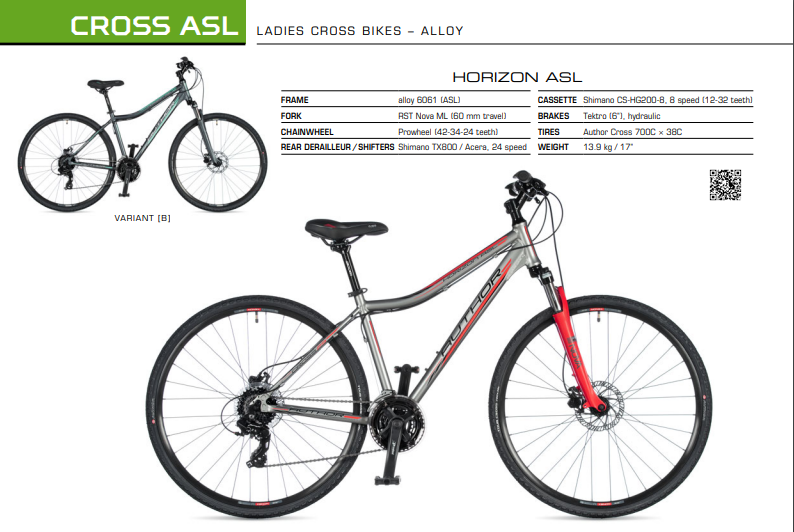 CROSS ASL
LADIES CROSS BIKES – ALLOY
HORIZON ASL
FRAME alloy 6061 (ASL)
FORK RST Nova ML (60 mm travel)
CHAINWHEEL Prowheel (42-34-24 teeth)
REAR DERAILLEUR / SHIFTERS Shimano TX800 / Acera, 24 speed
CASSETTE Shimano CS-HG200-8, 8 speed (12-32 teeth)
BRAKES Tektro (6"), hydraulic
TIRES Author Cross 700C × 38C
WEIGHT 13.9 kg / 17"
VARIANT [B]
AUTHOR
AUTHOR